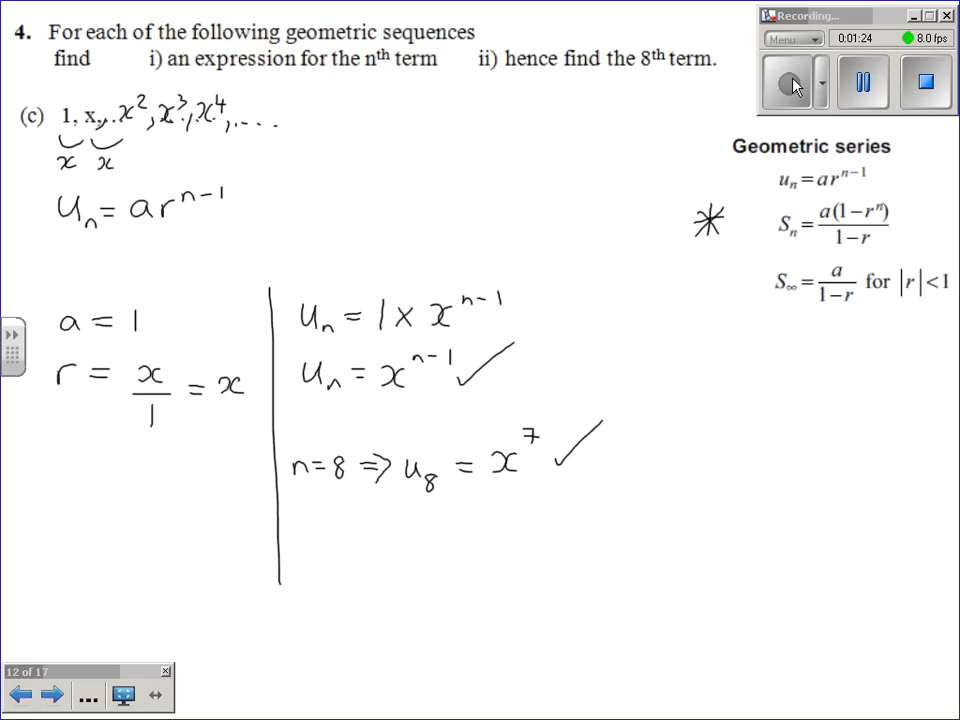 4. For each of the following geometric sequences
find i) an expression for the nth term ii) hence find the 8th term.
(c) 1, x, .. x², x³, x⁴, ....
x x
Uₙ = arⁿ⁻¹
a = 1
r = x/1 = x
Uₙ = 1 × xⁿ⁻¹
Uₙ = xⁿ⁻¹ ✓
n=8 ⇒ u₈ = x⁷ ✓
Geometric series
uₙ = arⁿ⁻¹
* Sₙ = a(1−rⁿ)/1−r
S∞ = a/1−r for |r| < 1
Recording...
Menu 0:01:24 8.0 fps
12 of 17
...